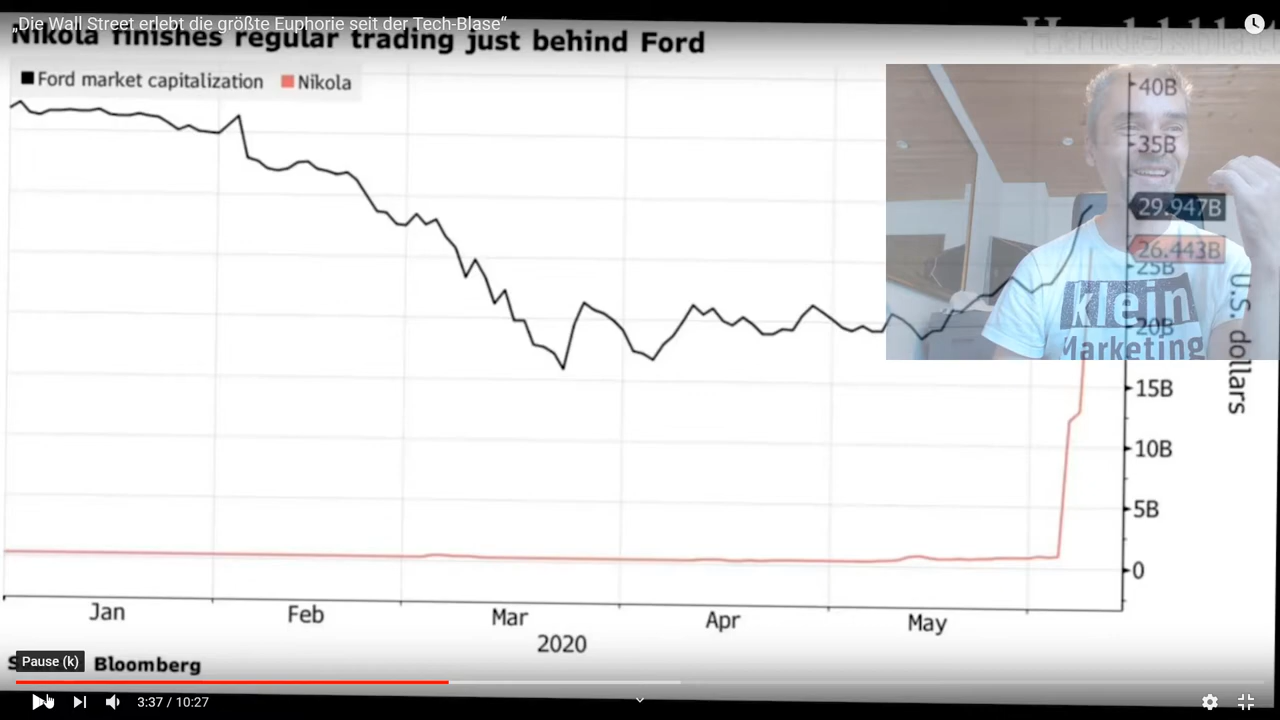 „Die Wall Street erlebt die größte Euphorie seit der Tech-Blase“
Nikola finishes regular trading just behind Ford
Handelsblatt
Ford market capitalization Nikola
40B
35B
29.947B
26.443B
25B
20B
15B
10B
5B
0
U.S. dollars
klein
Marketing
Jan Feb Mar Apr May
2020
Bloomberg
Pause (k)
3:37 / 10:27